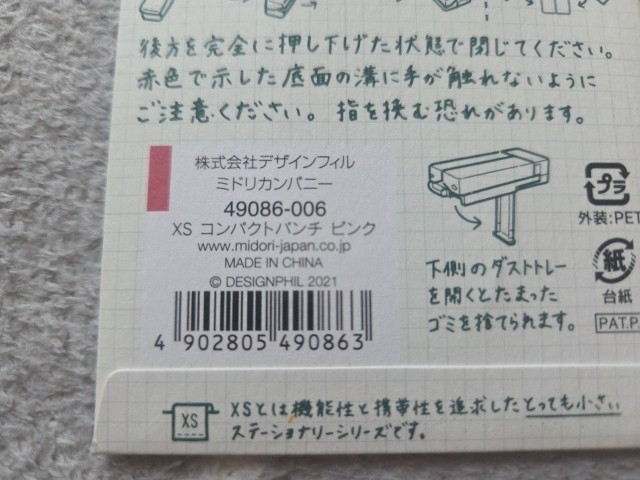 後方を完全に押し下げた状態で閉じてください。
赤色で示した底面の溝に手が触れないように
ご注意ください。指を挟む恐れがあります。
株式会社デザインフィル
ミドリカンパニー
49086-006
XS コンパクトパンチ ピンク
www.midori-japan.co.jp
MADE IN CHINA
© DESIGNPHIL 2021
4 902805 490863
下側のダストトレー
を開くとたまった
ゴミを捨てられます。
プラ
外装:PET
紙
台紙
PAT.P
XS
XSとは機能性と携帯性を追求したとっても小さい
ステーショナリーシリーズです。